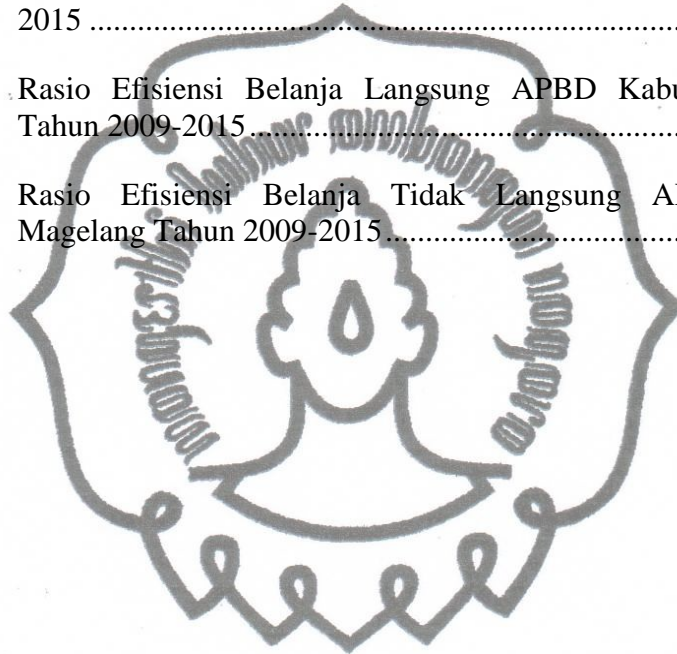 2015 ................................................................................
Rasio Efisiensi Belanja Langsung APBD Kabu
Tahun 2009-2015 ............................................................
Rasio Efisiensi Belanja Tidak Langsung
Magelang Tahun 2009-2015 .........................................